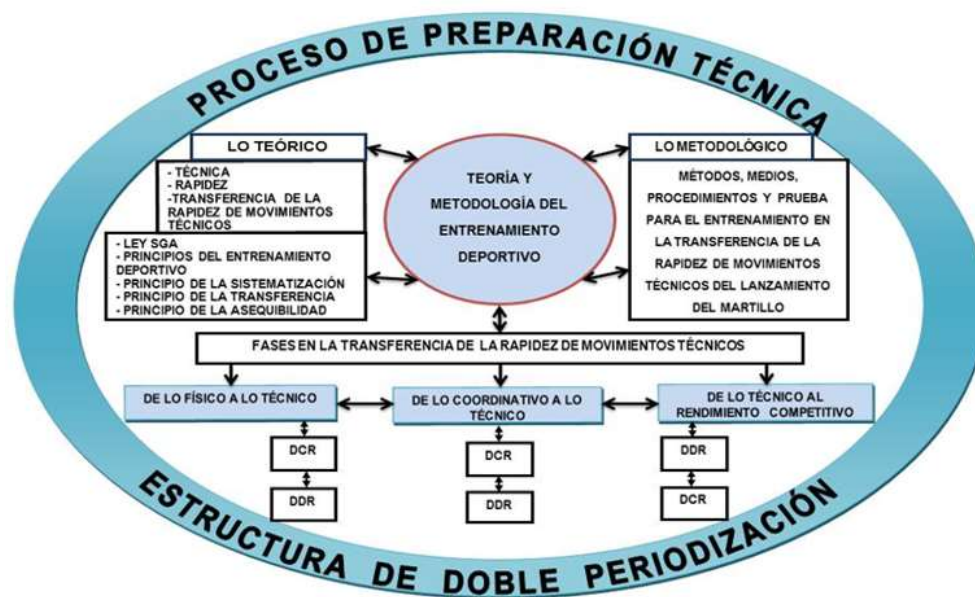 PROCESO DE PREPARACIÓN TÉCNICA
LO TEÓRICO
- TÉCNICA
- RAPIDEZ
-TRANSFERENCIA DE LA
RAPIDEZ DE MOVIMIENTOS
TÉCNICOS
- LEY SGA
- PRINCIPIOS DEL ENTRENAMIENTO
DEPORTIVO
- PRINCIPIO DE LA SISTEMATIZACIÓN
- PRINCIPIO DE LA TRANSFERENCIA
- PRINCIPIO DE LA ASEQUIBILIDAD
TEORÍA Y
METODOLOGÍA DEL
ENTRENAMIENTO
DEPORTIVO
LO METODOLÓGICO
MÉTODOS, MEDIOS,
PROCEDIMIENTOS Y PRUEBA
PARA EL ENTRENAMIENTO EN
LA TRANSFERENCIA DE LA
RAPIDEZ DE MOVIMIENTOS
TÉCNICOS DEL LANZAMIENTO
DEL MARTILLO
FASES EN LA TRANSFERENCIA DE LA RAPIDEZ DE MOVIMIENTOS TÉCNICOS
DE LO FÍSICO A LO TÉCNICO
DCR
DDR
DE LO COORDINATIVO A LO
TÉCNICO
DCR
DDR
DE LO TÉCNICO AL
RENDIMIENTO COMPETITIVO
DDR
DCR
ESTRUCTURA DE DOBLE PERIODIZACIÓN